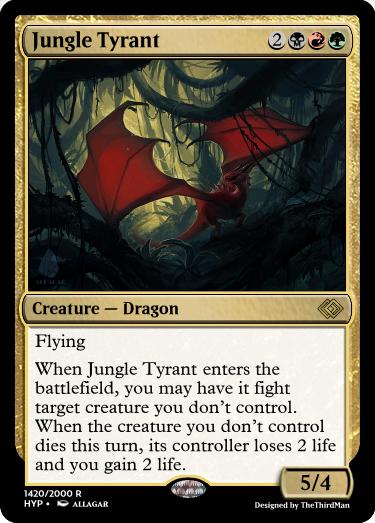 Jungle Tyrant 2
Creature — Dragon
Flying
When Jungle Tyrant enters the
battlefield, you may have it fight
target creature you don't control.
When the creature you don't control
dies this turn, its controller loses 2 life
and you gain 2 life.
5/4
1420/2000 R
HYP • ALLAGAR
Designed by TheThirdMan